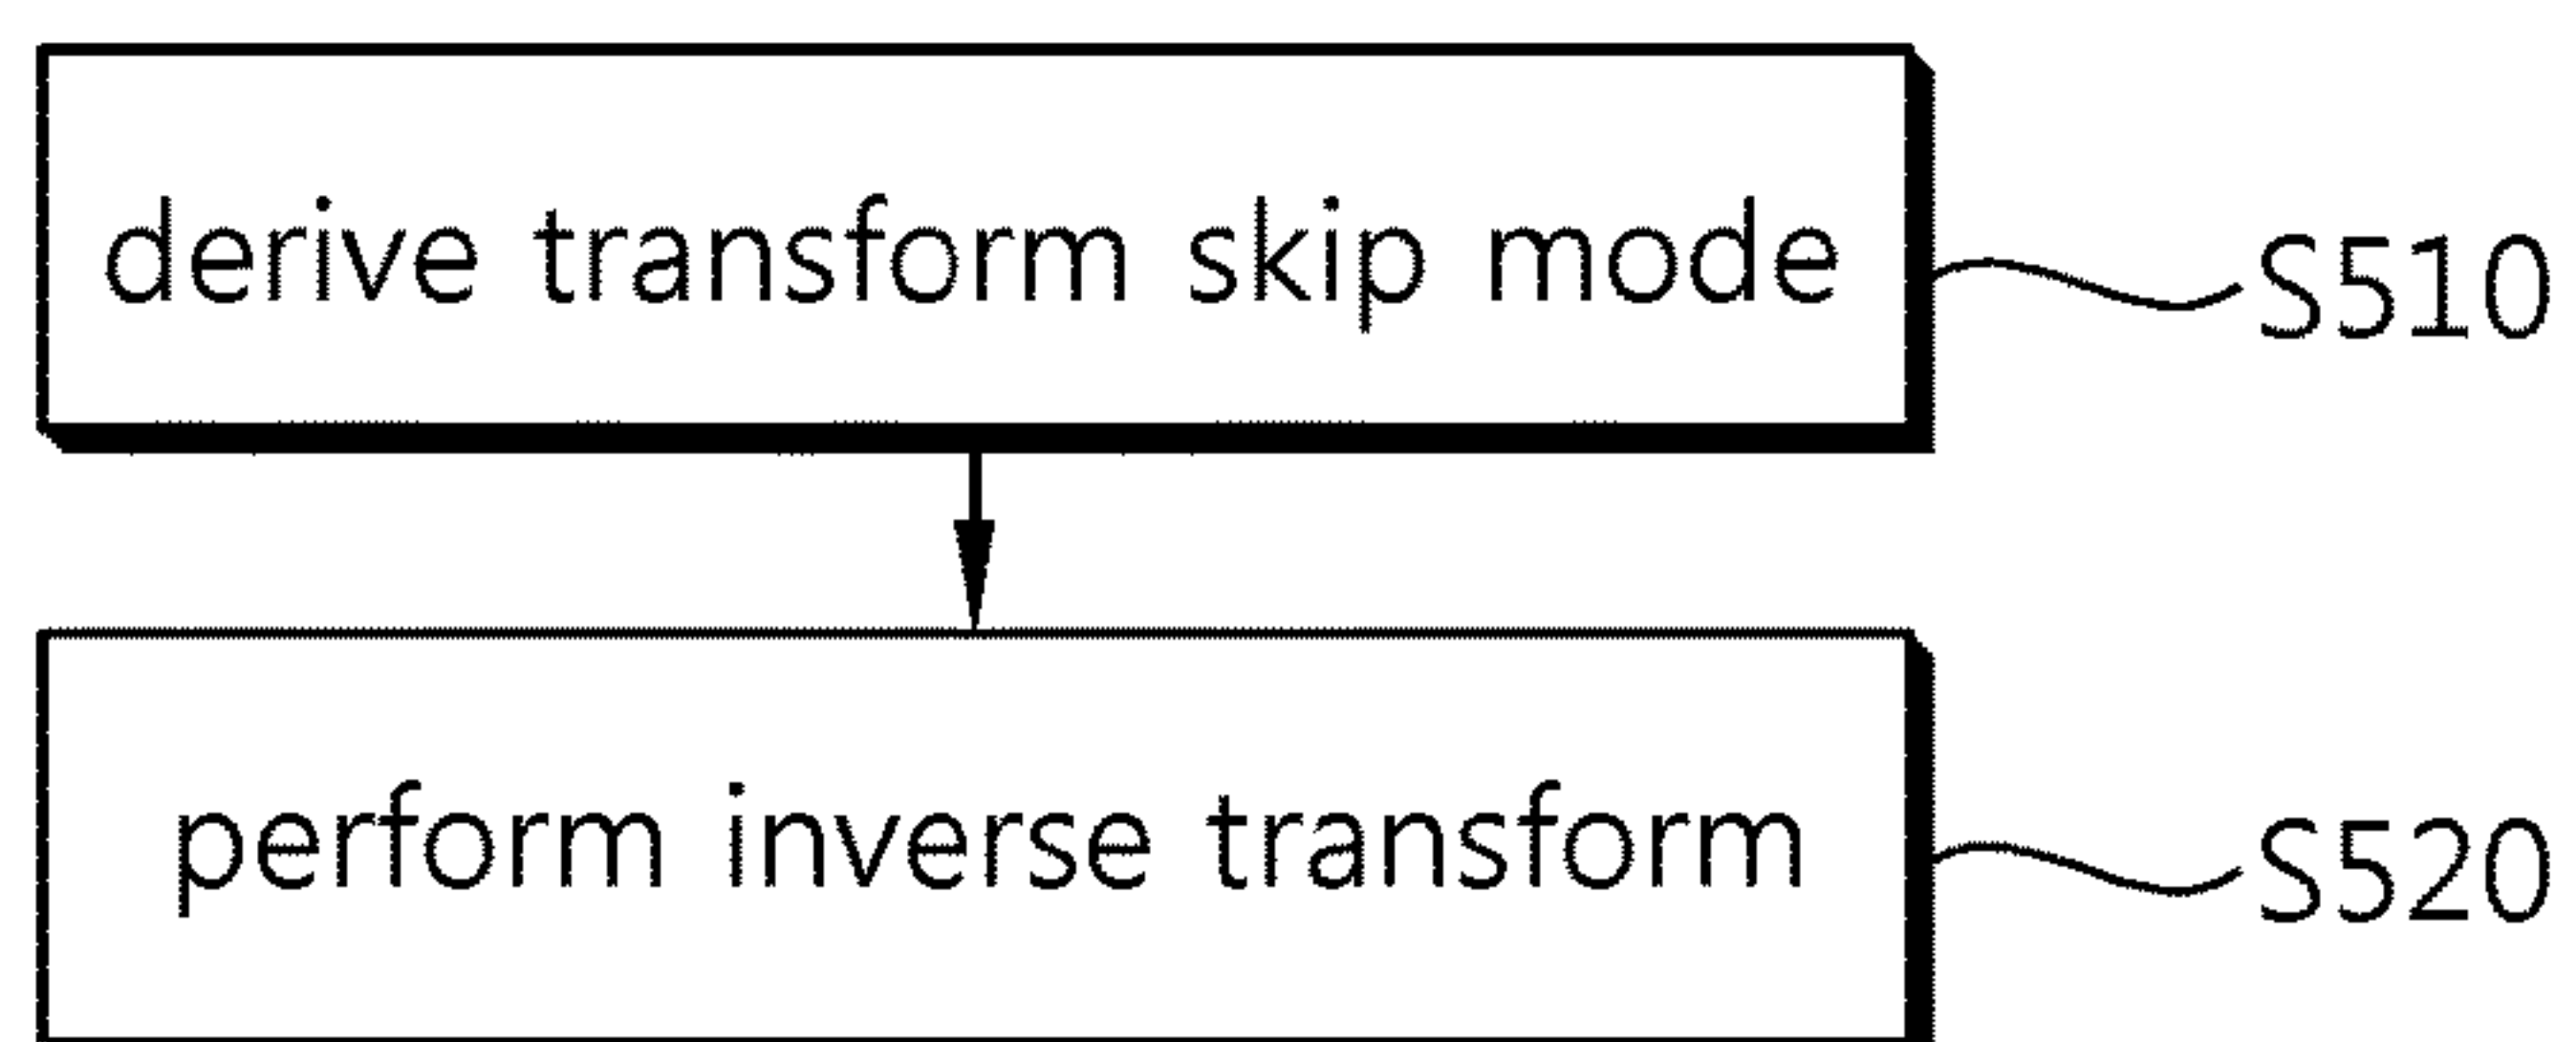 derive transform skip mode
S510
perform inverse transform
S520